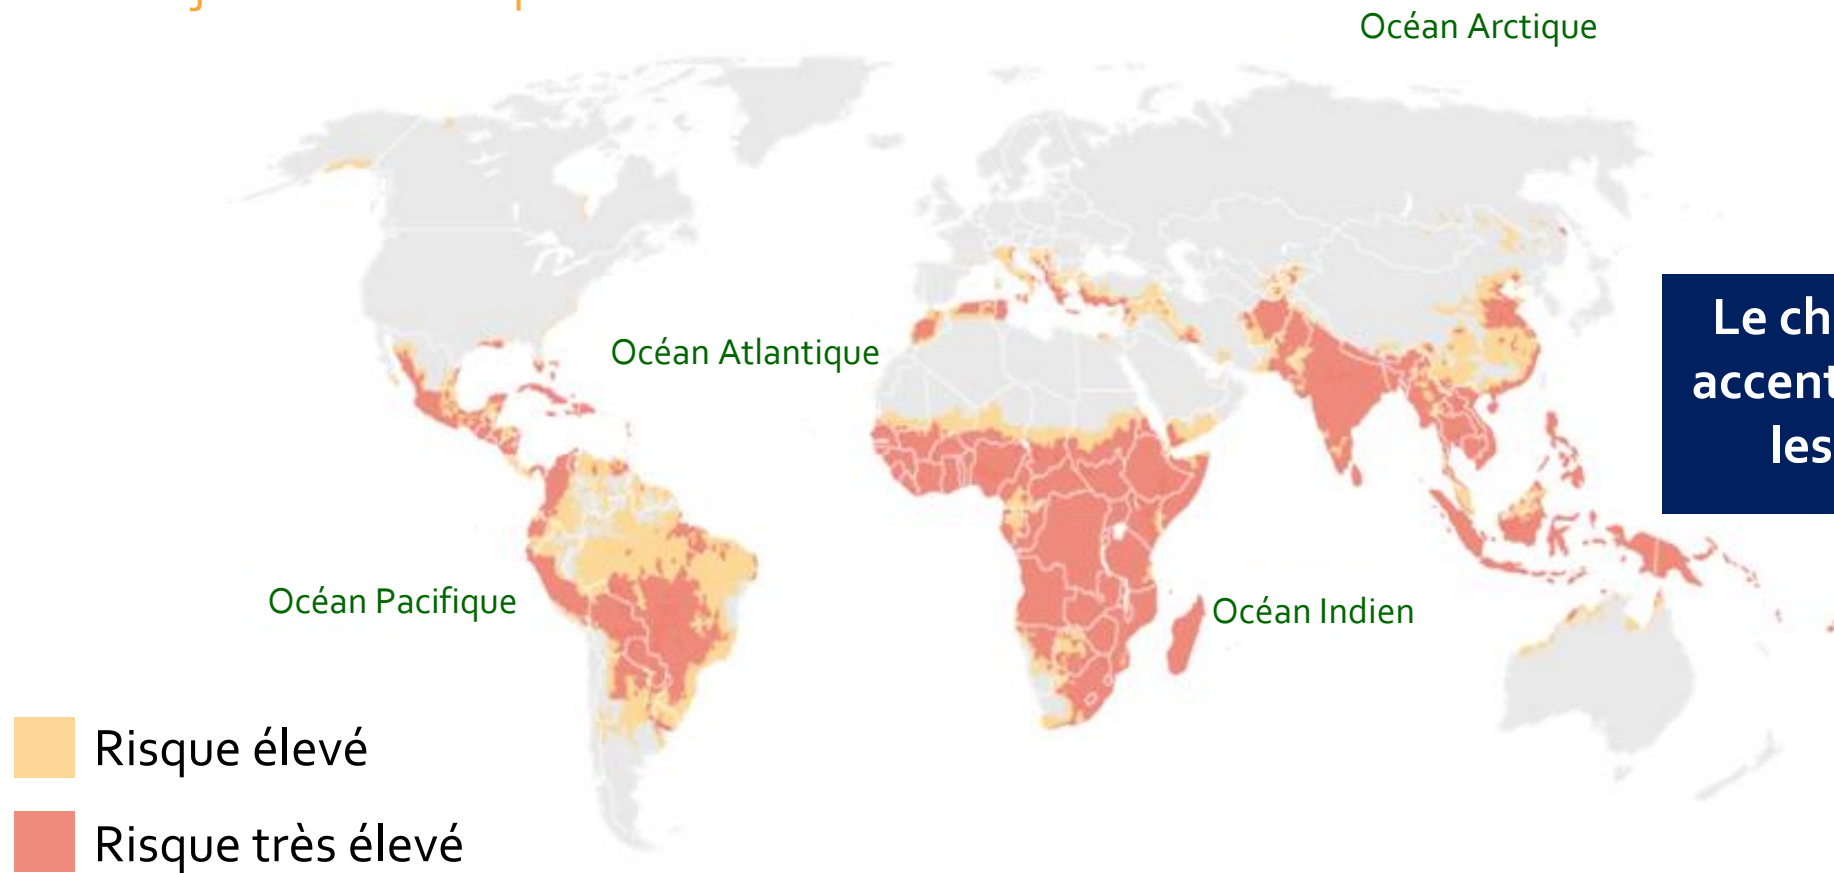 Océan Arctique
Le ch
accent
les
Océan Atlantique
Océan Pacifique
Océan Indien
Risque élevé
Risque très élevé